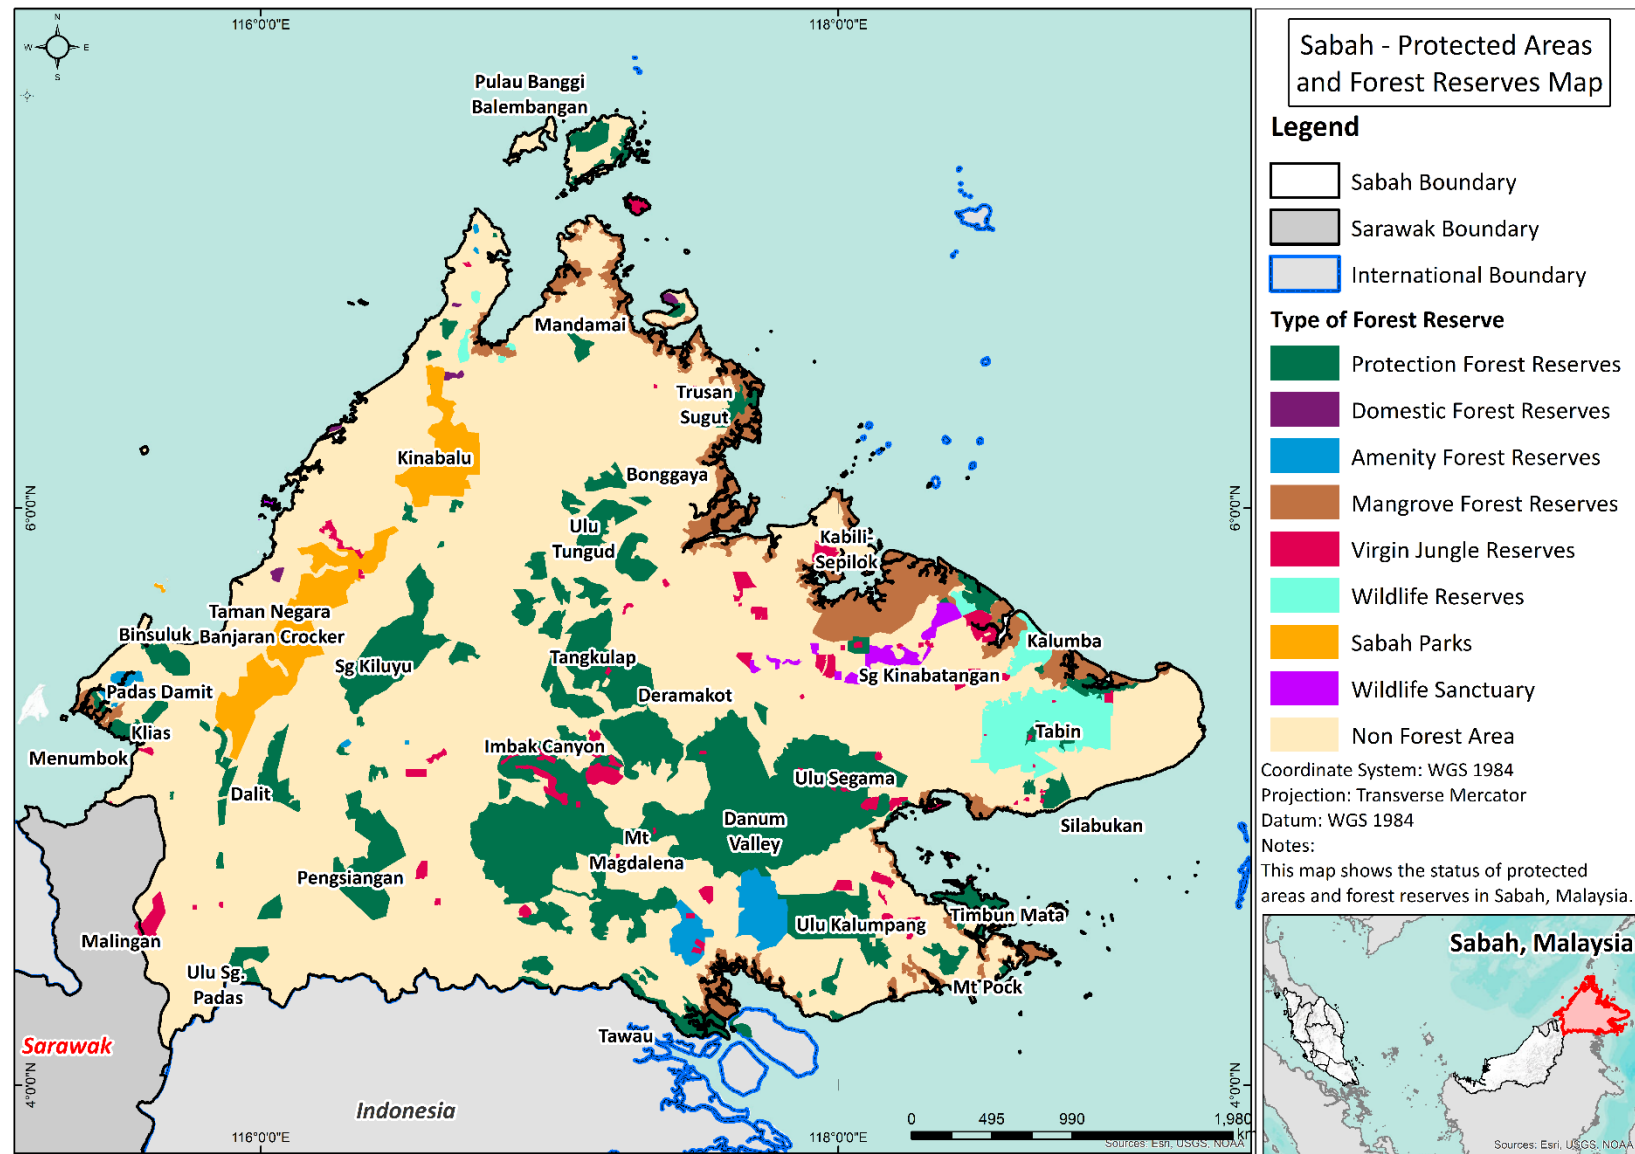 116°0'0"E
118°0'0"E
N
W
E
S
Pulau Banggi
Balembangan
Mandamai
Trusan
Sugut
Kinabalu
Bonggaya
6°0'0"N
6°0'0"N
Ulu
Tungud
Kabili-
Sepilok
Taman Negara
Banjaran Crocker
Binsuluk
Kalumba
Sg Kiluyu
Tangkulap
Sg Kinabatangan
Padas Damit
Deramakot
Klias
Tabin
Menumbok
Imbak Canyon
Ulu Segama
Dalit
Danum
Valley
Silabukan
Mt
Magdalena
Pengsiangan
Timbun Mata
Ulu Kalumpang
Malingan
Ulu Sg.
Padas
Mt Pock
Tawau
Sarawak
Indonesia
4°0'0"N
4°0'0"N
0 495 990 1,980
km
Sources: Esri, USGS, NOAA
116°0'0"E
118°0'0"E
Sabah - Protected Areas
and Forest Reserves Map
Legend
Sabah Boundary
Sarawak Boundary
International Boundary
Type of Forest Reserve
Protection Forest Reserves
Domestic Forest Reserves
Amenity Forest Reserves
Mangrove Forest Reserves
Virgin Jungle Reserves
Wildlife Reserves
Sabah Parks
Wildlife Sanctuary
Non Forest Area
Coordinate System: WGS 1984
Projection: Transverse Mercator
Datum: WGS 1984
Notes:
This map shows the status of protected
areas and forest reserves in Sabah, Malaysia.
Sabah, Malaysia
Sources: Esri, USGS, NOAA